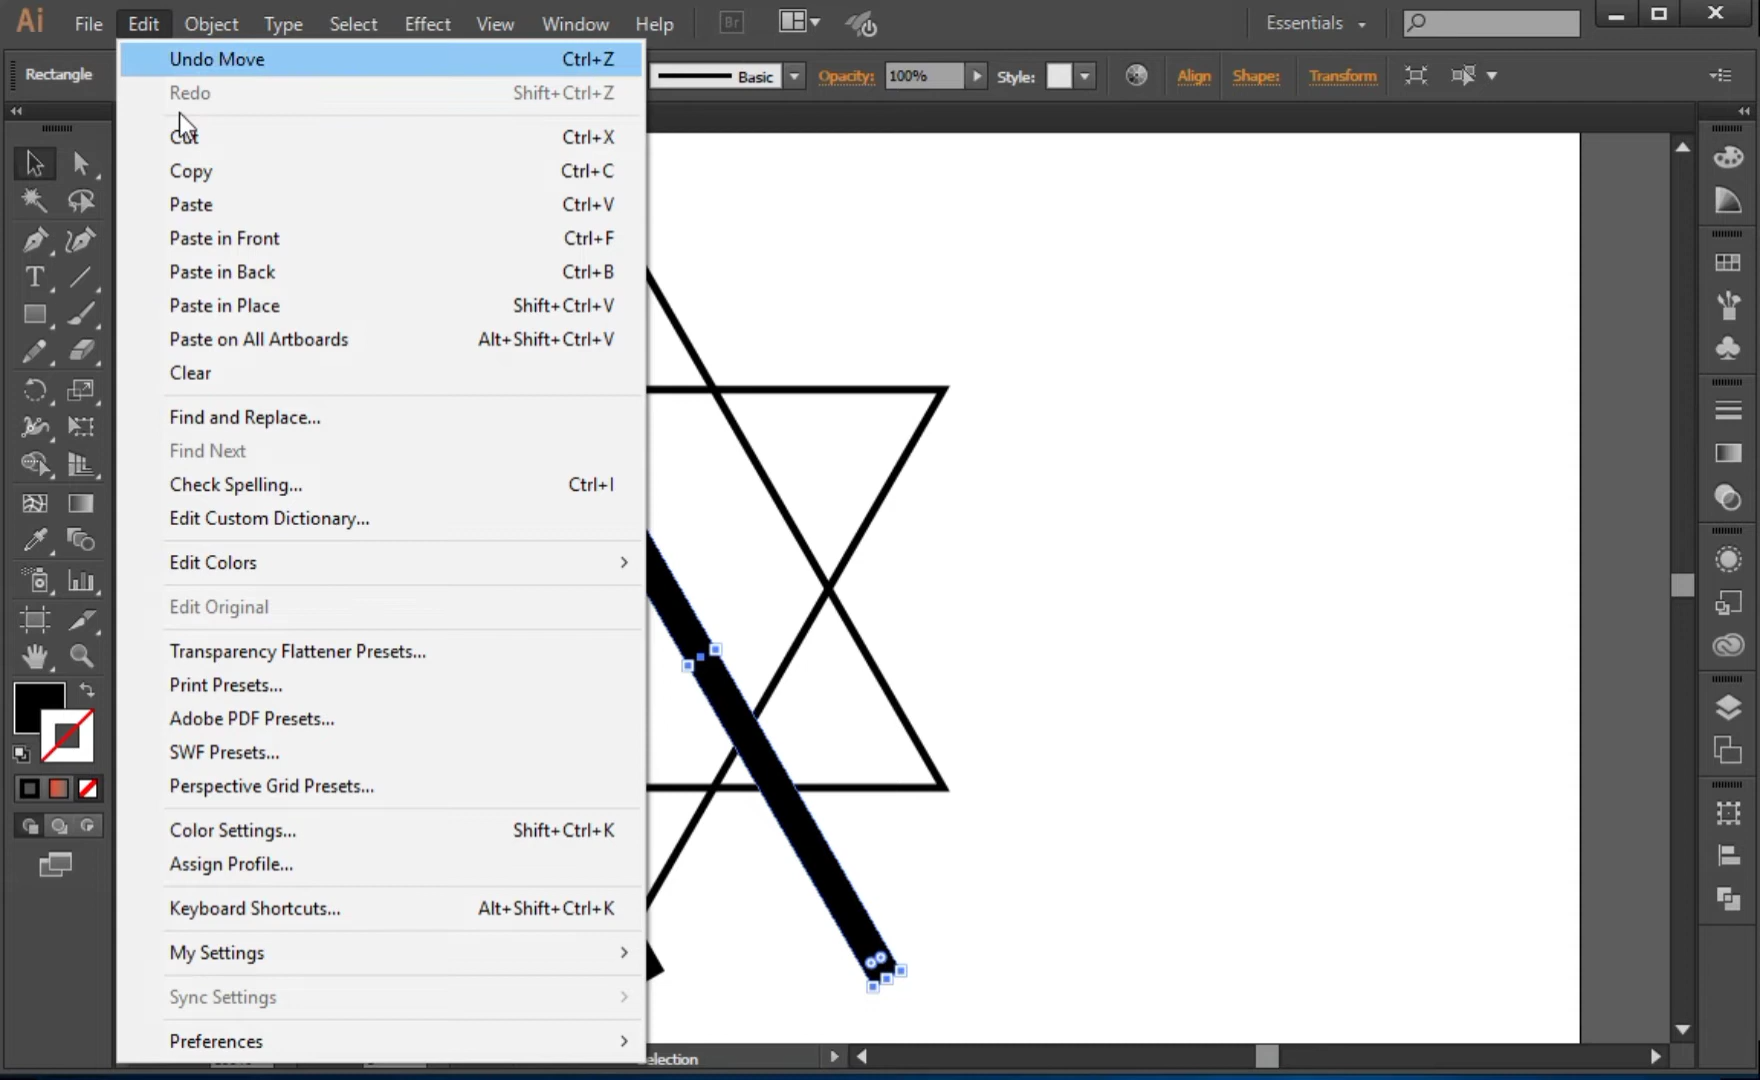 Ai File Edit Object Type Select Effect View Window Help Br Essentials
Rectangle Basic Opacity: 100% Style: Align Shape: Transform
Undo Move Ctrl+Z
Redo Shift+Ctrl+Z
Cut Ctrl+X
Copy Ctrl+C
Paste Ctrl+V
Paste in Front Ctrl+F
Paste in Back Ctrl+B
Paste in Place Shift+Ctrl+V
Paste on All Artboards Alt+Shift+Ctrl+V
Clear
Find and Replace...
Find Next
Check Spelling... Ctrl+I
Edit Custom Dictionary...
Edit Colors
Edit Original
Transparency Flattener Presets...
Print Presets...
Adobe PDF Presets...
SWF Presets...
Perspective Grid Presets...
Color Settings... Shift+Ctrl+K
Assign Profile...
Keyboard Shortcuts... Alt+Shift+Ctrl+K
My Settings
Sync Settings
Preferences
election